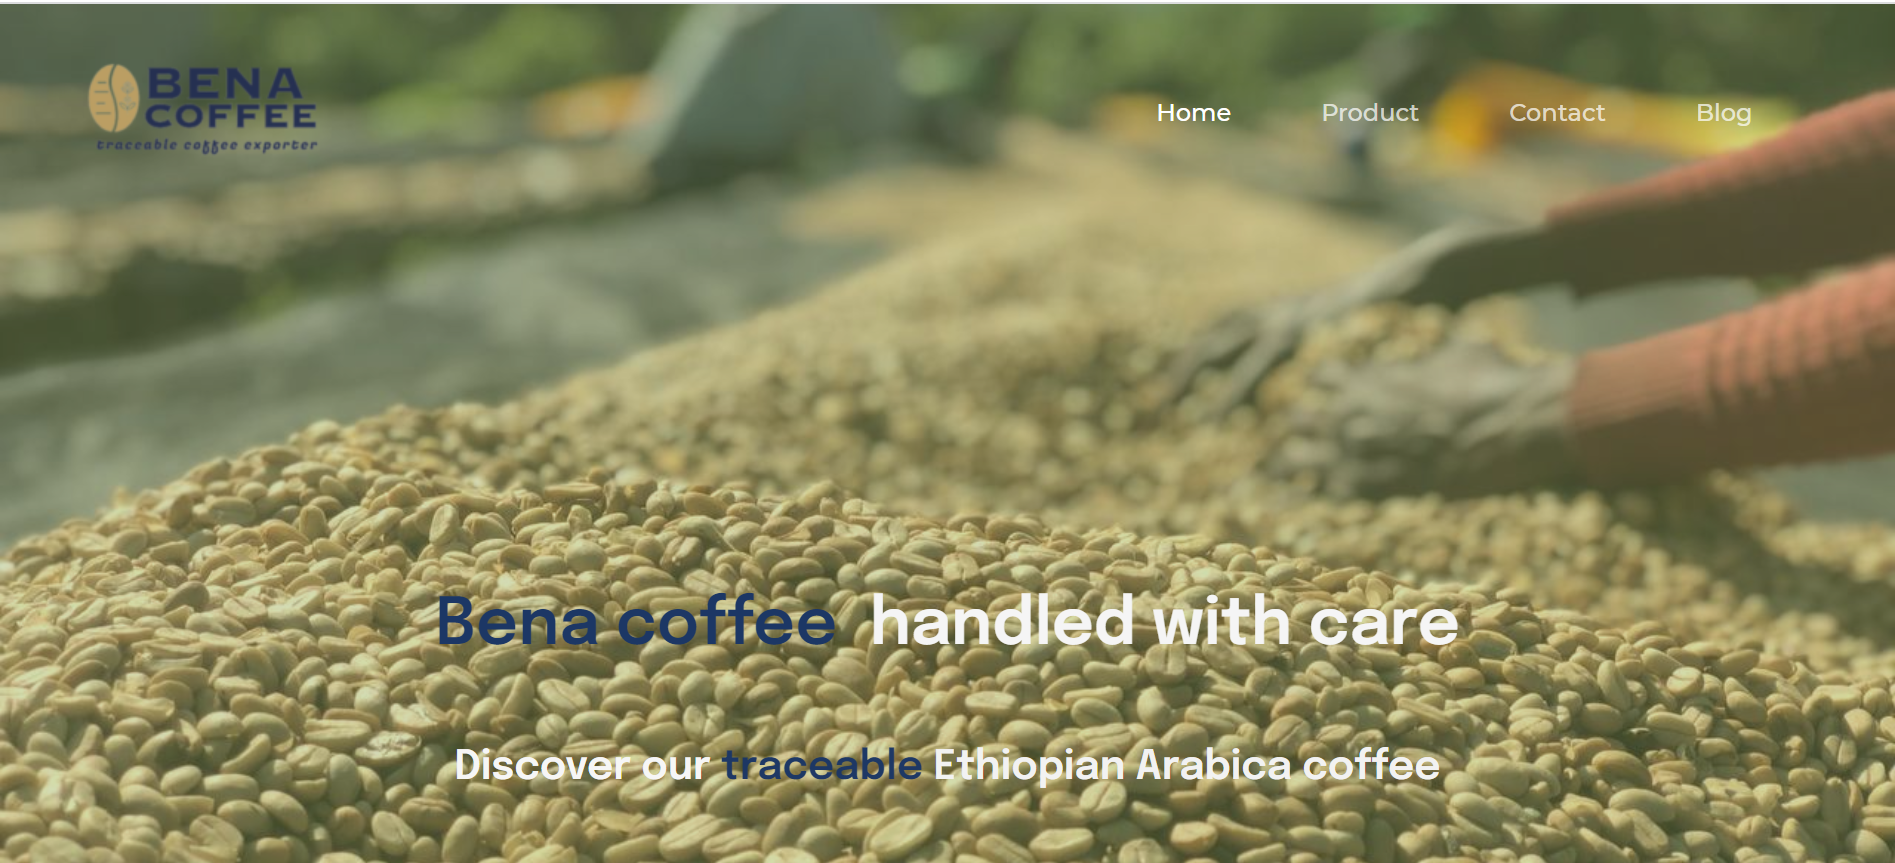 BENA
COFFEE
traceable coffee exporter
Home Product Contact Blog
Bena coffee handled with care
Discover our traceable Ethiopian Arabica coffee